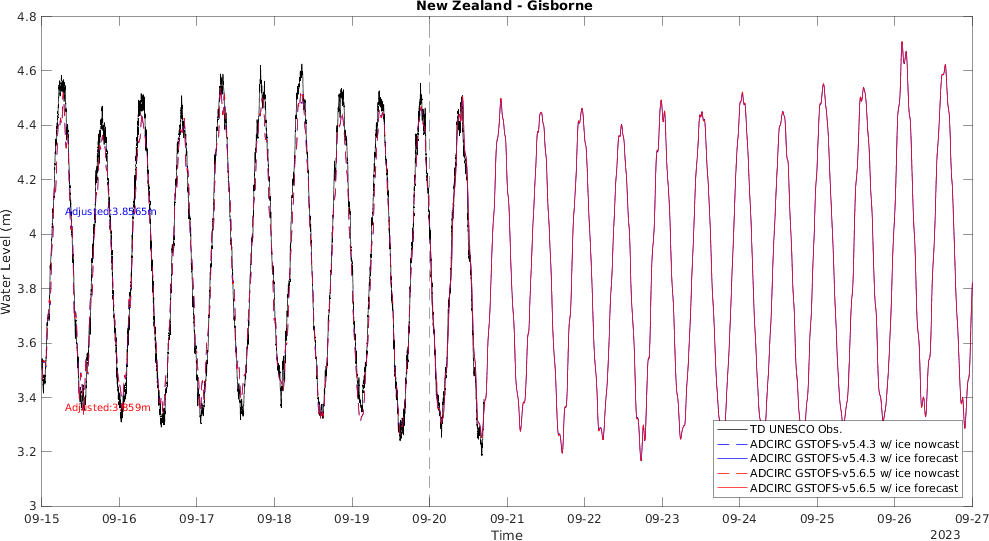 New Zealand - Gisborne
4.8
4.6
4.4
4.2
4
3.8
3.6
3.4
3.2
3
Water Level (m)
Adjusted:3.8565m
Adjusted:3.859m
TD UNESCO Obs.
ADCIRC GSTOFS-v5.4.3 w/ ice nowcast
ADCIRC GSTOFS-v5.4.3 w/ ice forecast
ADCIRC GSTOFS-v5.6.5 w/ ice nowcast
ADCIRC GSTOFS-v5.6.5 w/ ice forecast
09-15 09-16 09-17 09-18 09-19 09-20 09-21 09-22 09-23 09-24 09-25 09-26 09-27
Time
2023